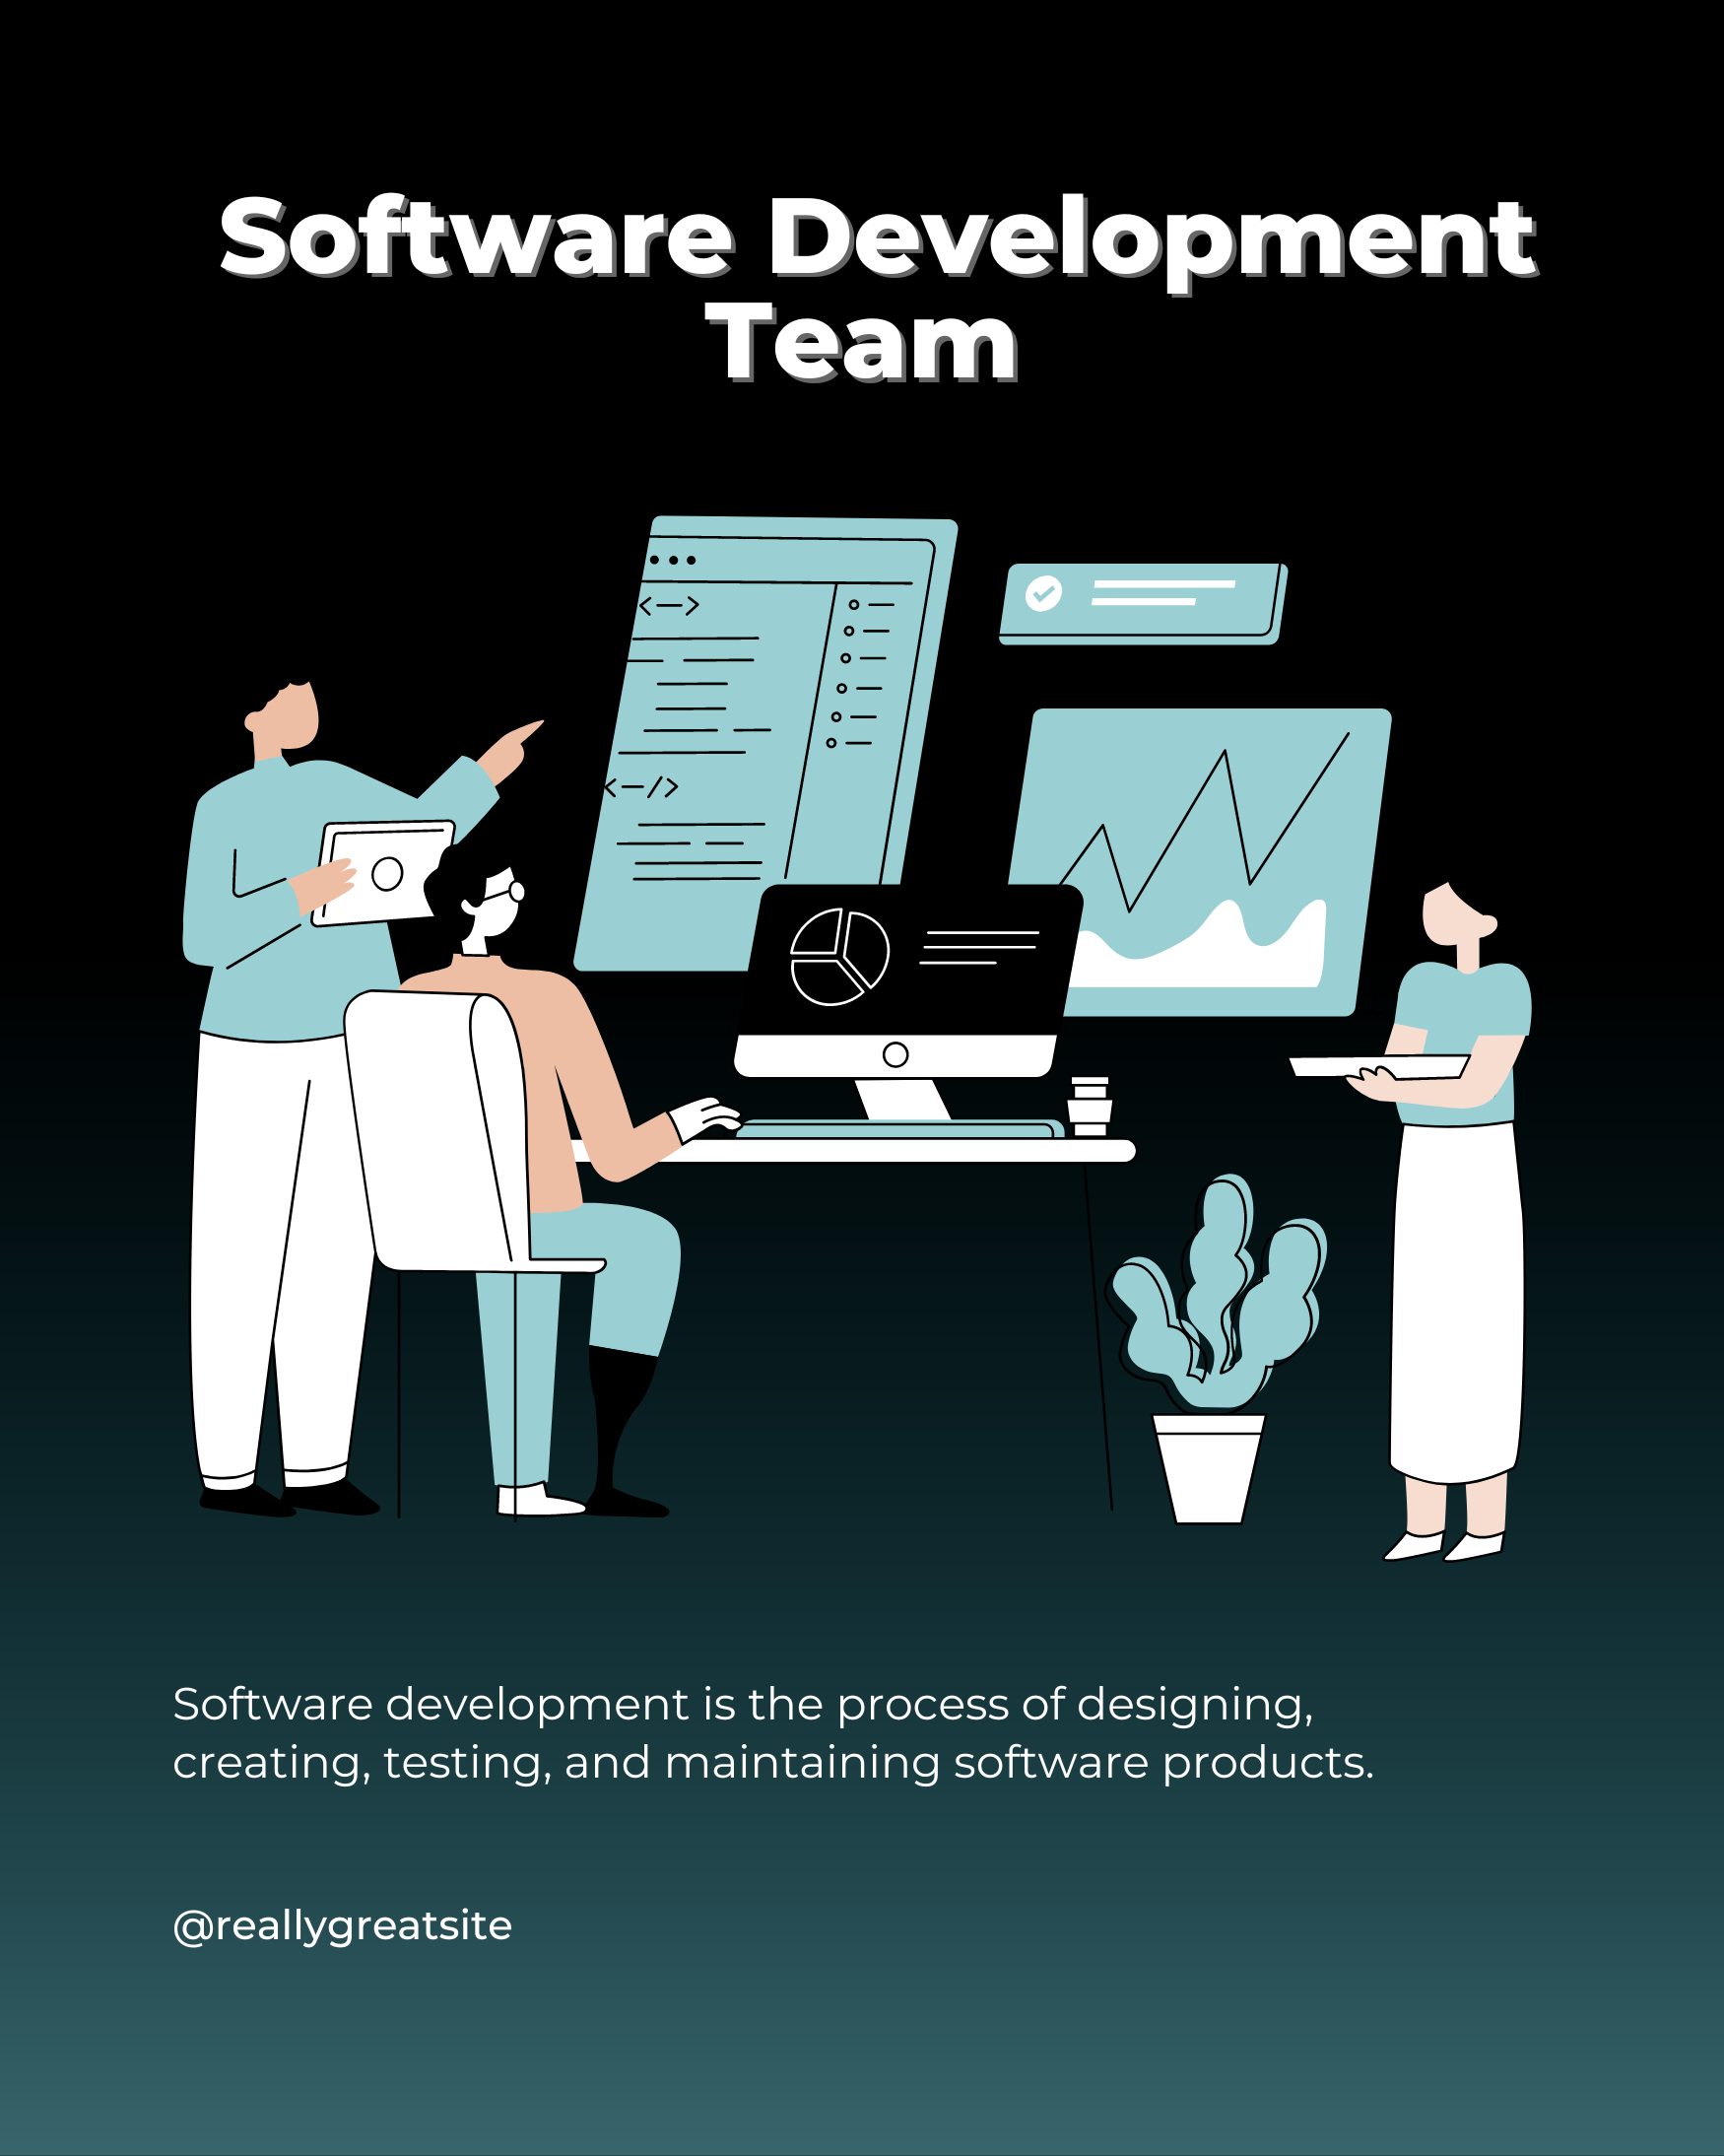 Software Development
Team
Software development is the process of designing,
creating, testing, and maintaining software products.
@reallygreatsite